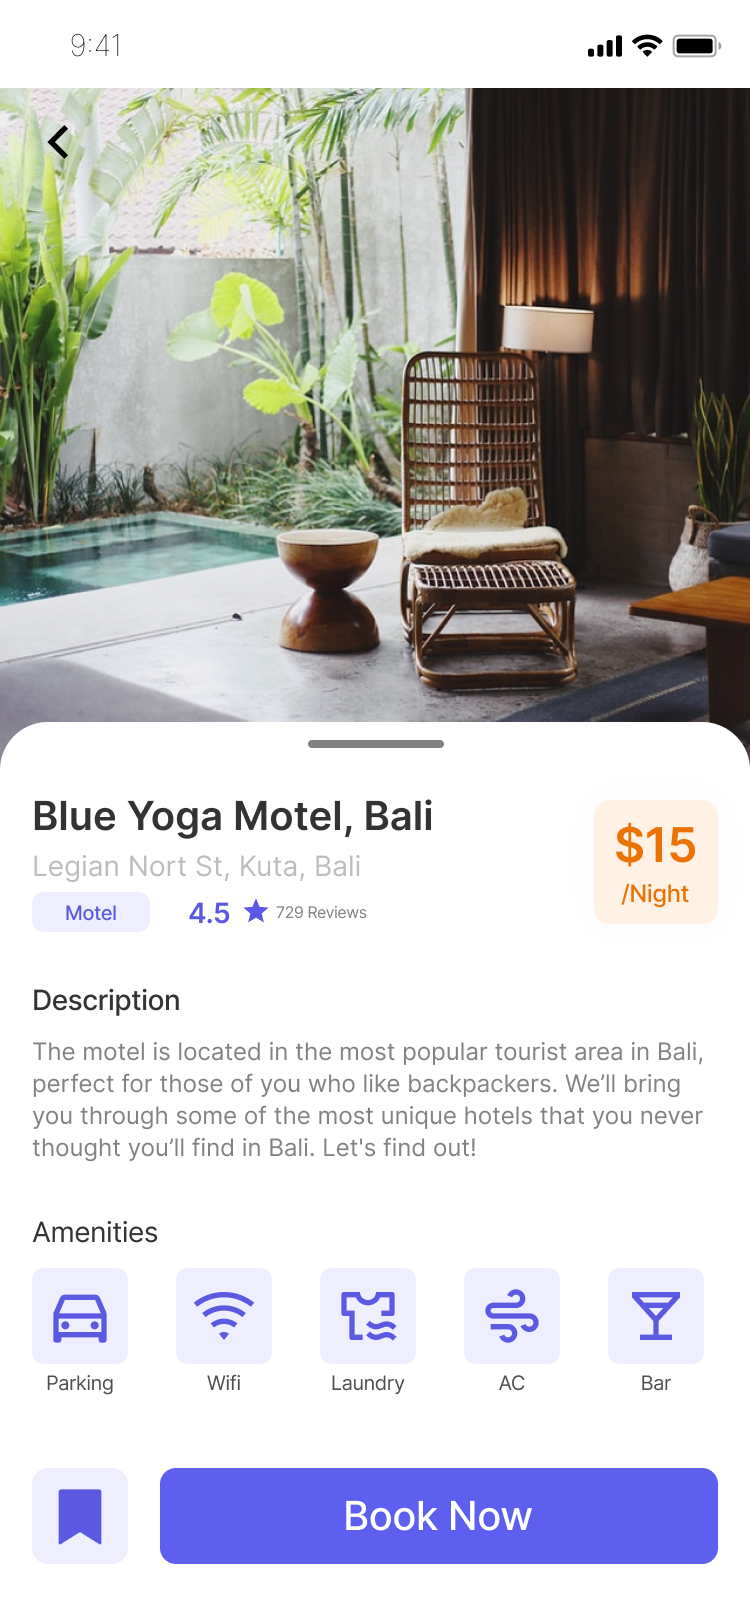 9:41
Blue Yoga Motel, Bali
Legian Nort St, Kuta, Bali
$15
/Night
Motel
4.5
729 Reviews
Description
The motel is located in the most popular tourist area in Bali,
perfect for those of you who like backpackers. We’ll bring
you through some of the most unique hotels that you never
thought you’ll find in Bali. Let's find out!
Amenities
Parking
Wifi
Laundry
AC
Bar
Book Now